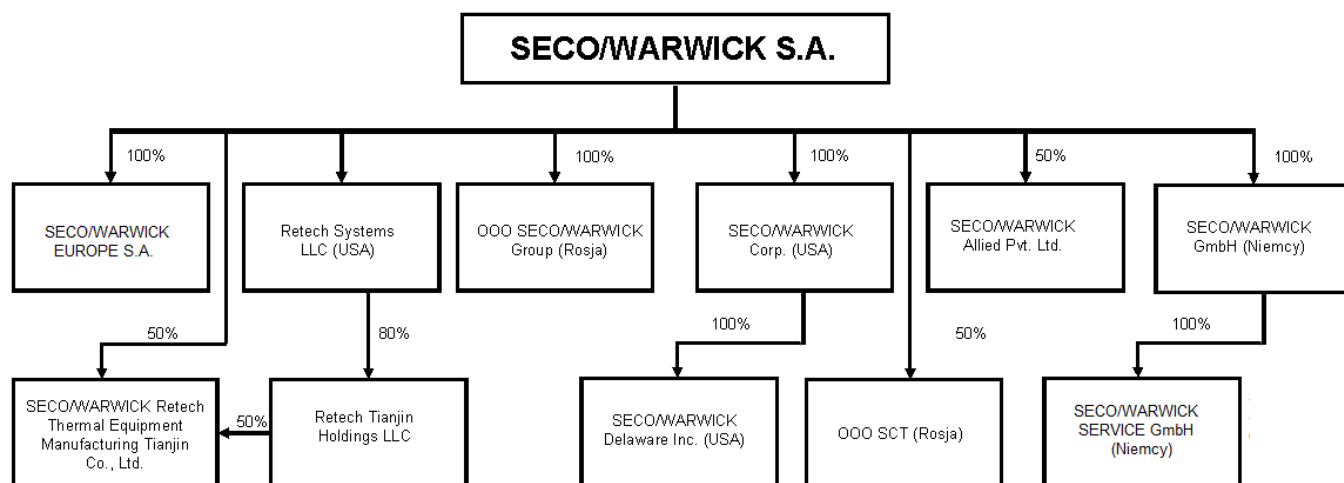 SECO/WARWICK S.A.
100%
100%
100%
50%
100%
SECO/WARWICK
EUROPE S.A.
Retech Systems
LLC (USA)
OOO SECO/WARWICK
Group (Rosja)
SECO/WARWICK
Corp. (USA)
SECO/WARWICK
Allied Pvt. Ltd.
SECO/WARWICK
GmbH (Niemcy)
50%
80%
100%
50%
100%
SECO/WARWICK Retech
Thermal Equipment
Manufacturing Tianjin
Co., Ltd.
50%
Retech Tianjin
Holdings LLC
SECO/WARWICK
Delaware Inc. (USA)
OOO SCT (Rosja)
SECO/WARWICK
SERVICE GmbH
(Niemcy)